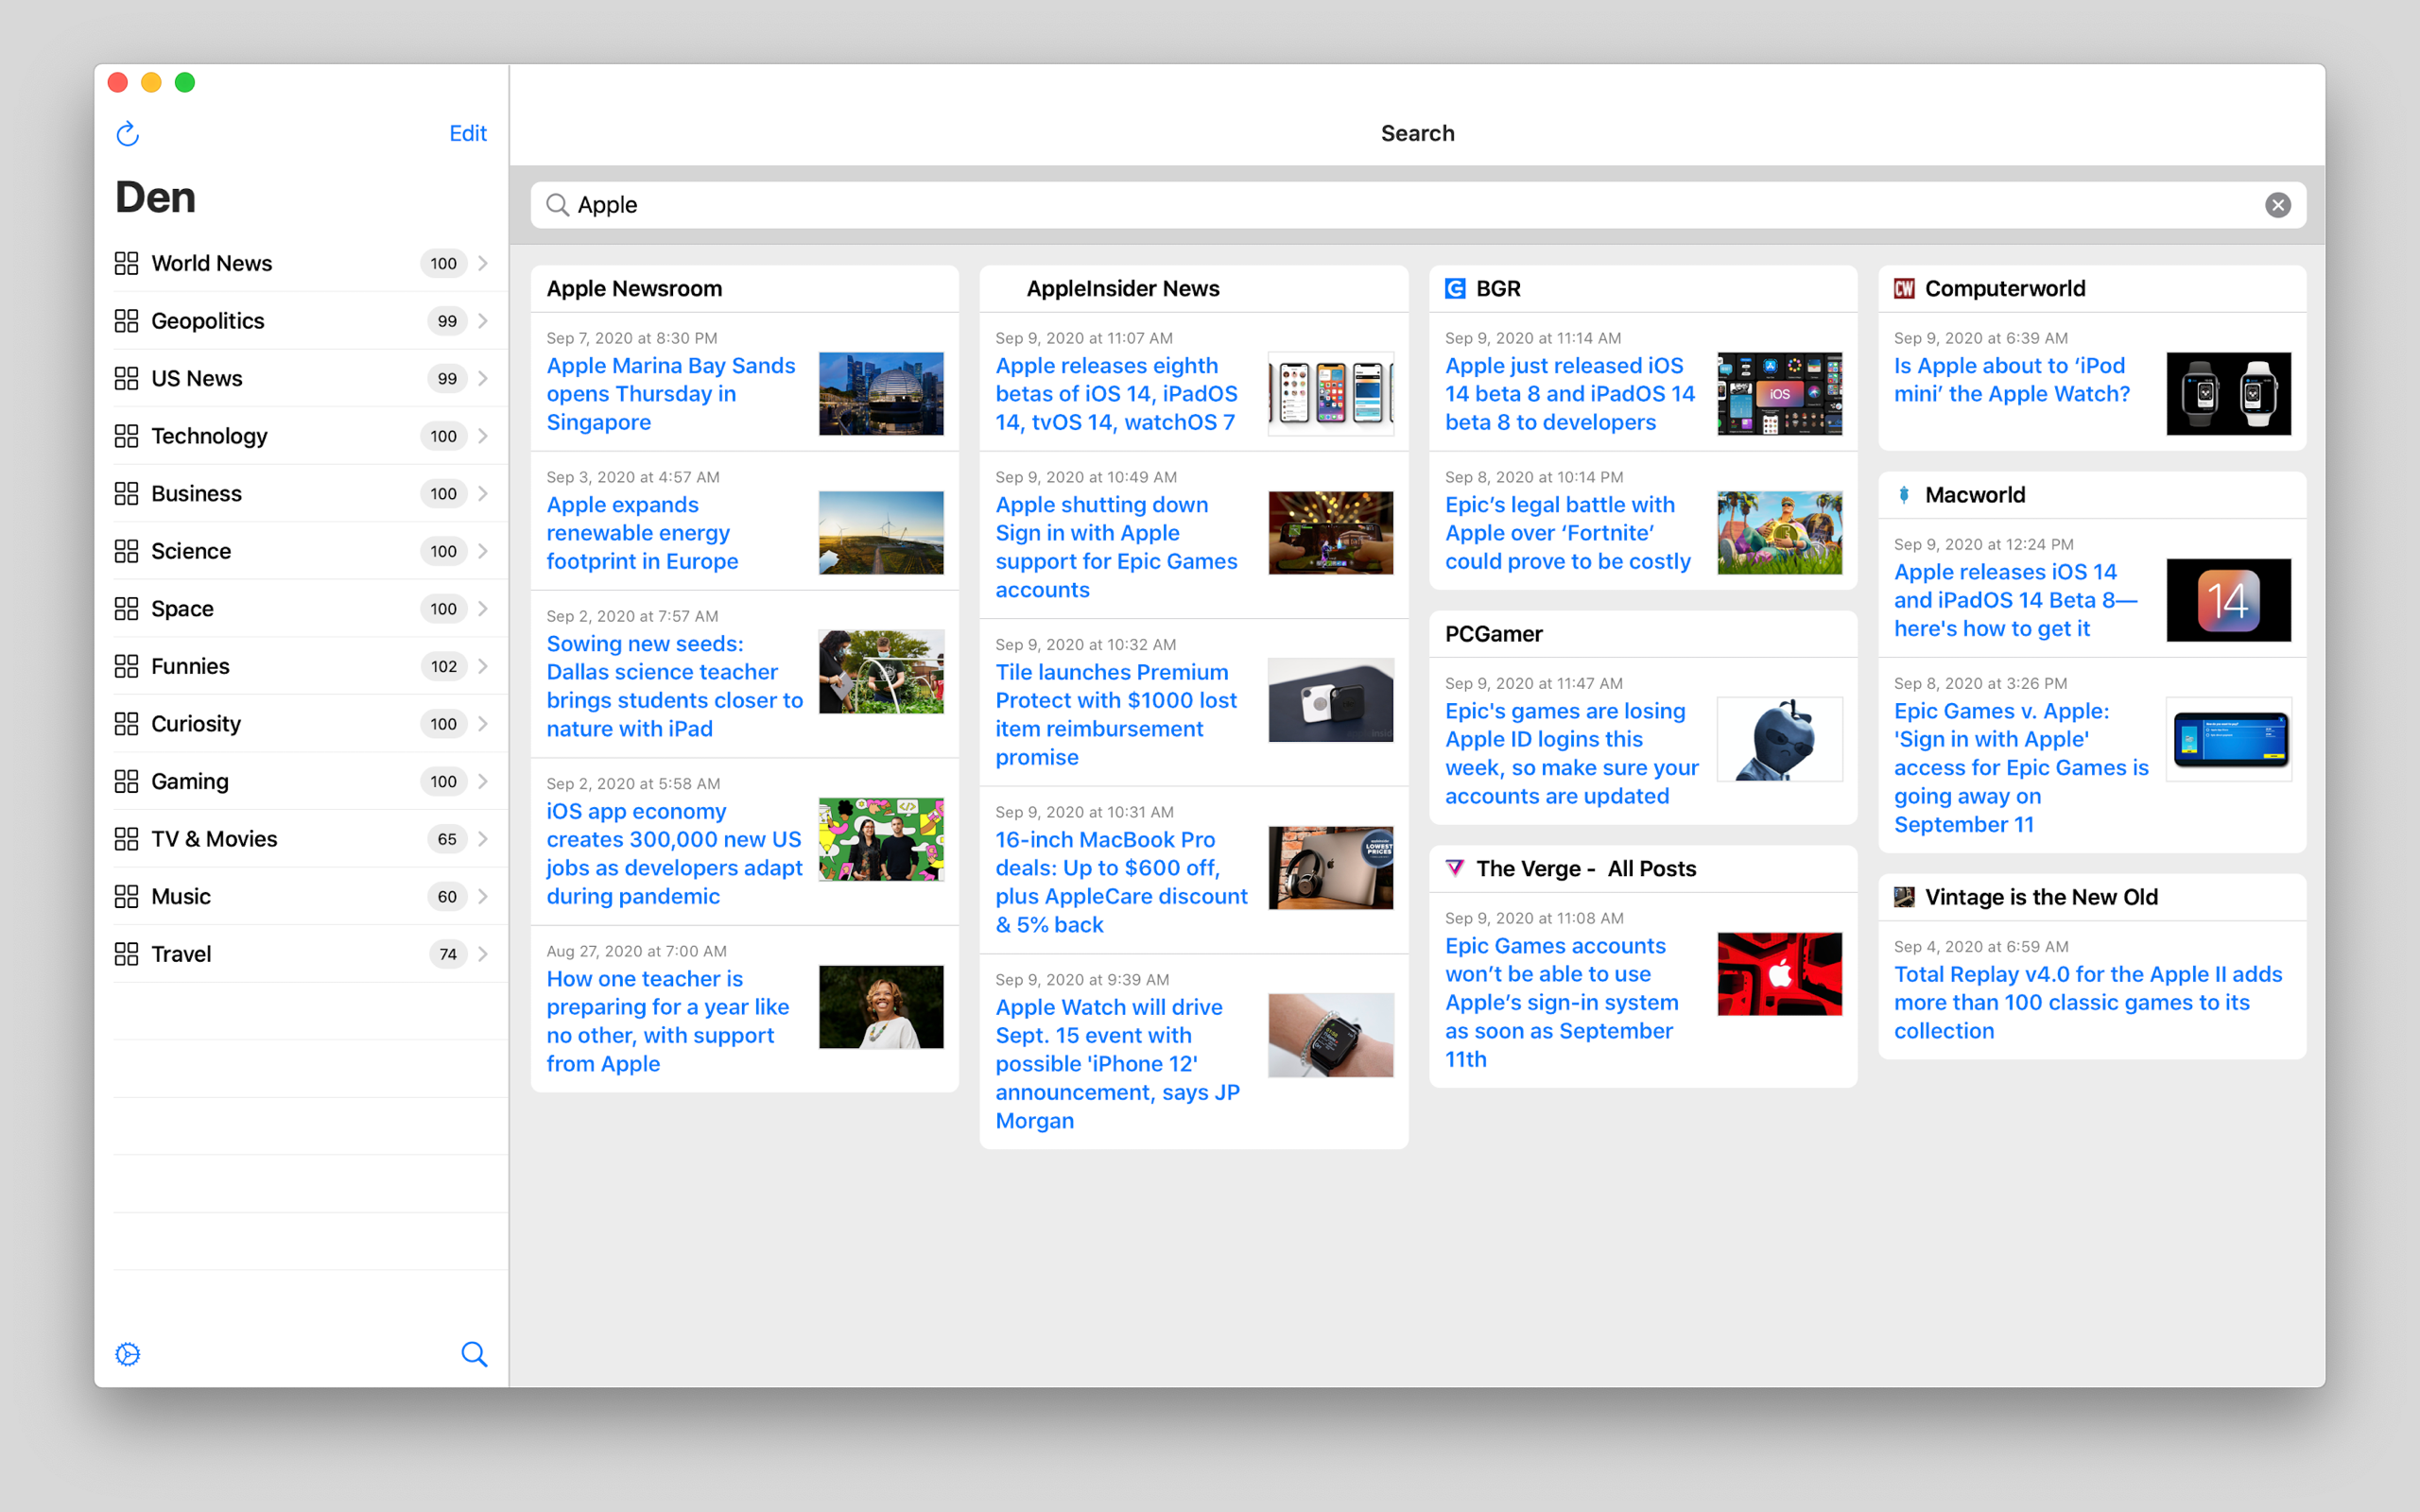 Edit
Den
World News 100
Geopolitics 99
US News 99
Technology 100
Business 100
Science 100
Space 100
Funnies 102
Curiosity 100
Gaming 100
TV & Movies 65
Music 60
Travel 74
Search
Apple
Apple Newsroom
Sep 7, 2020 at 8:30 PM
Apple Marina Bay Sands
opens Thursday in
Singapore
Sep 3, 2020 at 4:57 AM
Apple expands
renewable energy
footprint in Europe
Sep 2, 2020 at 7:57 AM
Sowing new seeds:
Dallas science teacher
brings students closer to
nature with iPad
Sep 2, 2020 at 5:58 AM
iOS app economy
creates 300,000 new US
jobs as developers adapt
during pandemic
Aug 27, 2020 at 7:00 AM
How one teacher is
preparing for a year like
no other, with support
from Apple
AppleInsider News
Sep 9, 2020 at 11:07 AM
Apple releases eighth
betas of iOS 14, iPadOS
14, tvOS 14, watchOS 7
Sep 9, 2020 at 10:49 AM
Apple shutting down
Sign in with Apple
support for Epic Games
accounts
Sep 9, 2020 at 10:32 AM
Tile launches Premium
Protect with $1000 lost
item reimbursement
promise
Sep 9, 2020 at 10:31 AM
16-inch MacBook Pro
deals: Up to $600 off,
plus AppleCare discount
& 5% back
LOWEST
PRICES
Sep 9, 2020 at 9:39 AM
Apple Watch will drive
Sept. 15 event with
possible 'iPhone 12'
announcement, says JP
Morgan
BGR
Sep 9, 2020 at 11:14 AM
Apple just released iOS
14 beta 8 and iPadOS 14
beta 8 to developers
iOS
Sep 8, 2020 at 10:14 PM
Epic’s legal battle with
Apple over ‘Fortnite’
could prove to be costly
PCGamer
Sep 9, 2020 at 11:47 AM
Epic's games are losing
Apple ID logins this
week, so make sure your
accounts are updated
The Verge - All Posts
Sep 9, 2020 at 11:08 AM
Epic Games accounts
won’t be able to use
Apple’s sign-in system
as soon as September
11th
CW Computerworld
Sep 9, 2020 at 6:39 AM
Is Apple about to ‘iPod
mini’ the Apple Watch?
Macworld
Sep 9, 2020 at 12:24 PM
Apple releases iOS 14
and iPadOS 14 Beta 8—
here's how to get it
14
Sep 8, 2020 at 3:26 PM
Epic Games v. Apple:
'Sign in with Apple'
access for Epic Games is
going away on
September 11
Vintage is the New Old
Sep 4, 2020 at 6:59 AM
Total Replay v4.0 for the Apple II adds
more than 100 classic games to its
collection